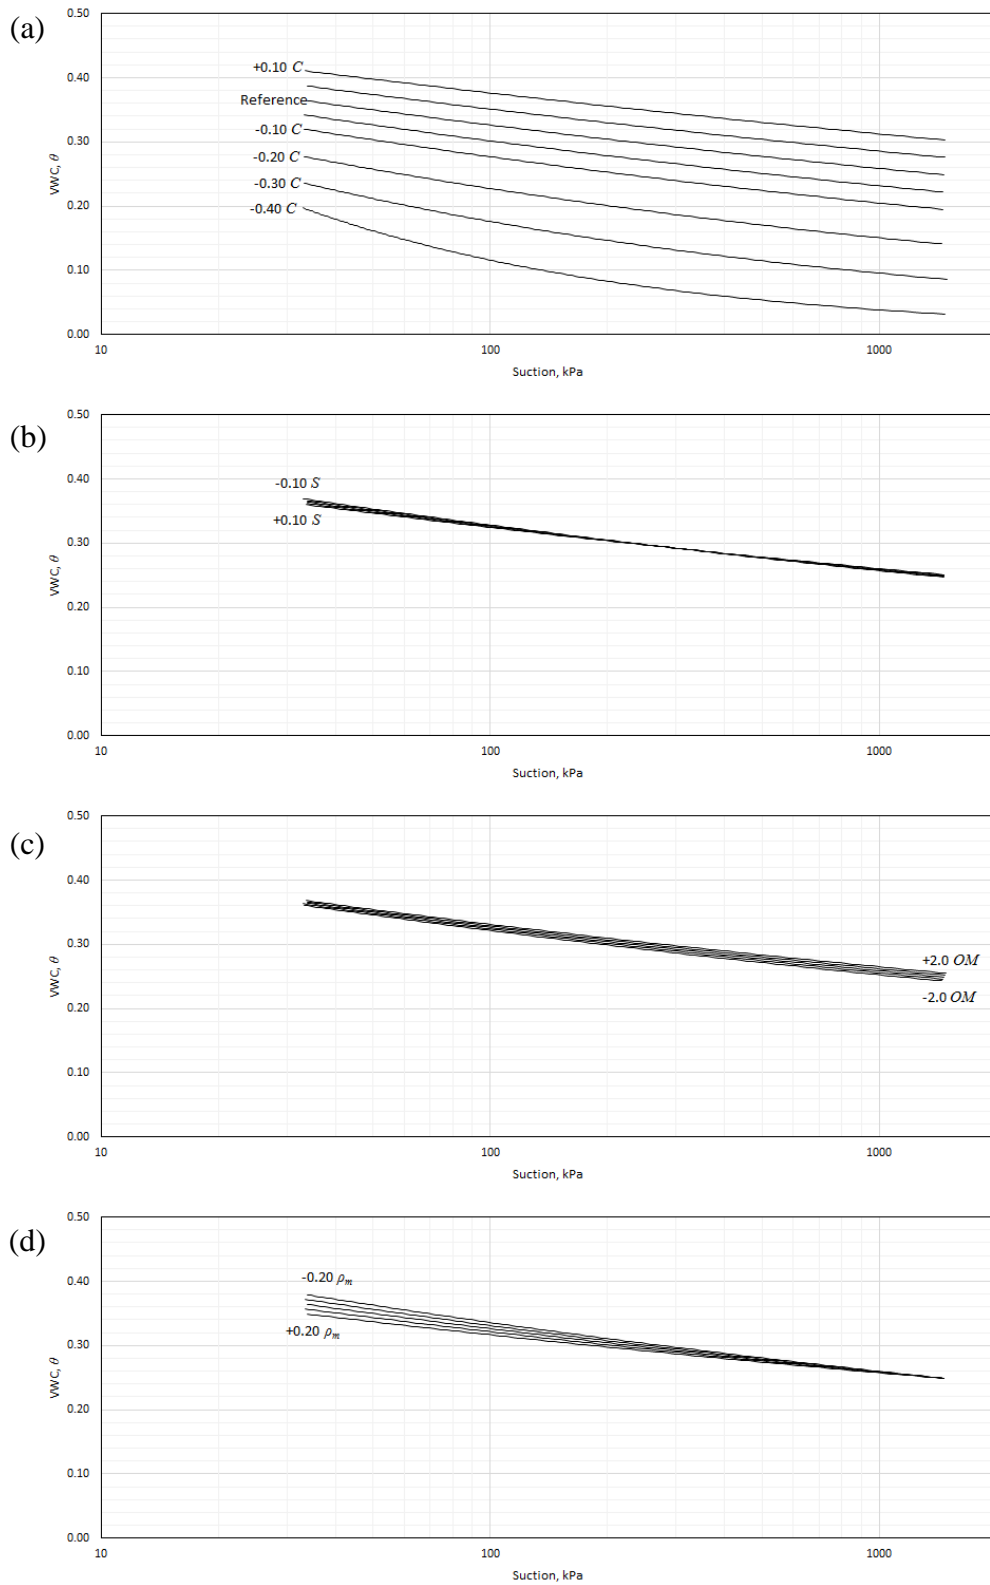 (a)
0.50
0.40
0.30
0.20
0.10
0.00
VWC, θ
+0.10 C
Reference
-0.10 C
-0.20 C
-0.30 C
-0.40 C
10 100 1000
Suction, kPa
(b)
0.50
0.40
0.30
0.20
0.10
0.00
VWC, θ
-0.10 S
+0.10 S
10 100 1000
Suction, kPa
(c)
0.50
0.40
0.30
0.20
0.10
0.00
VWC, θ
+2.0 OM
-2.0 OM
10 100 1000
Suction, kPa
(d)
0.50
0.40
0.30
0.20
0.10
0.00
VWC, θ
-0.20 ρₘ
+0.20 ρₘ
10 100 1000
Suction, kPa